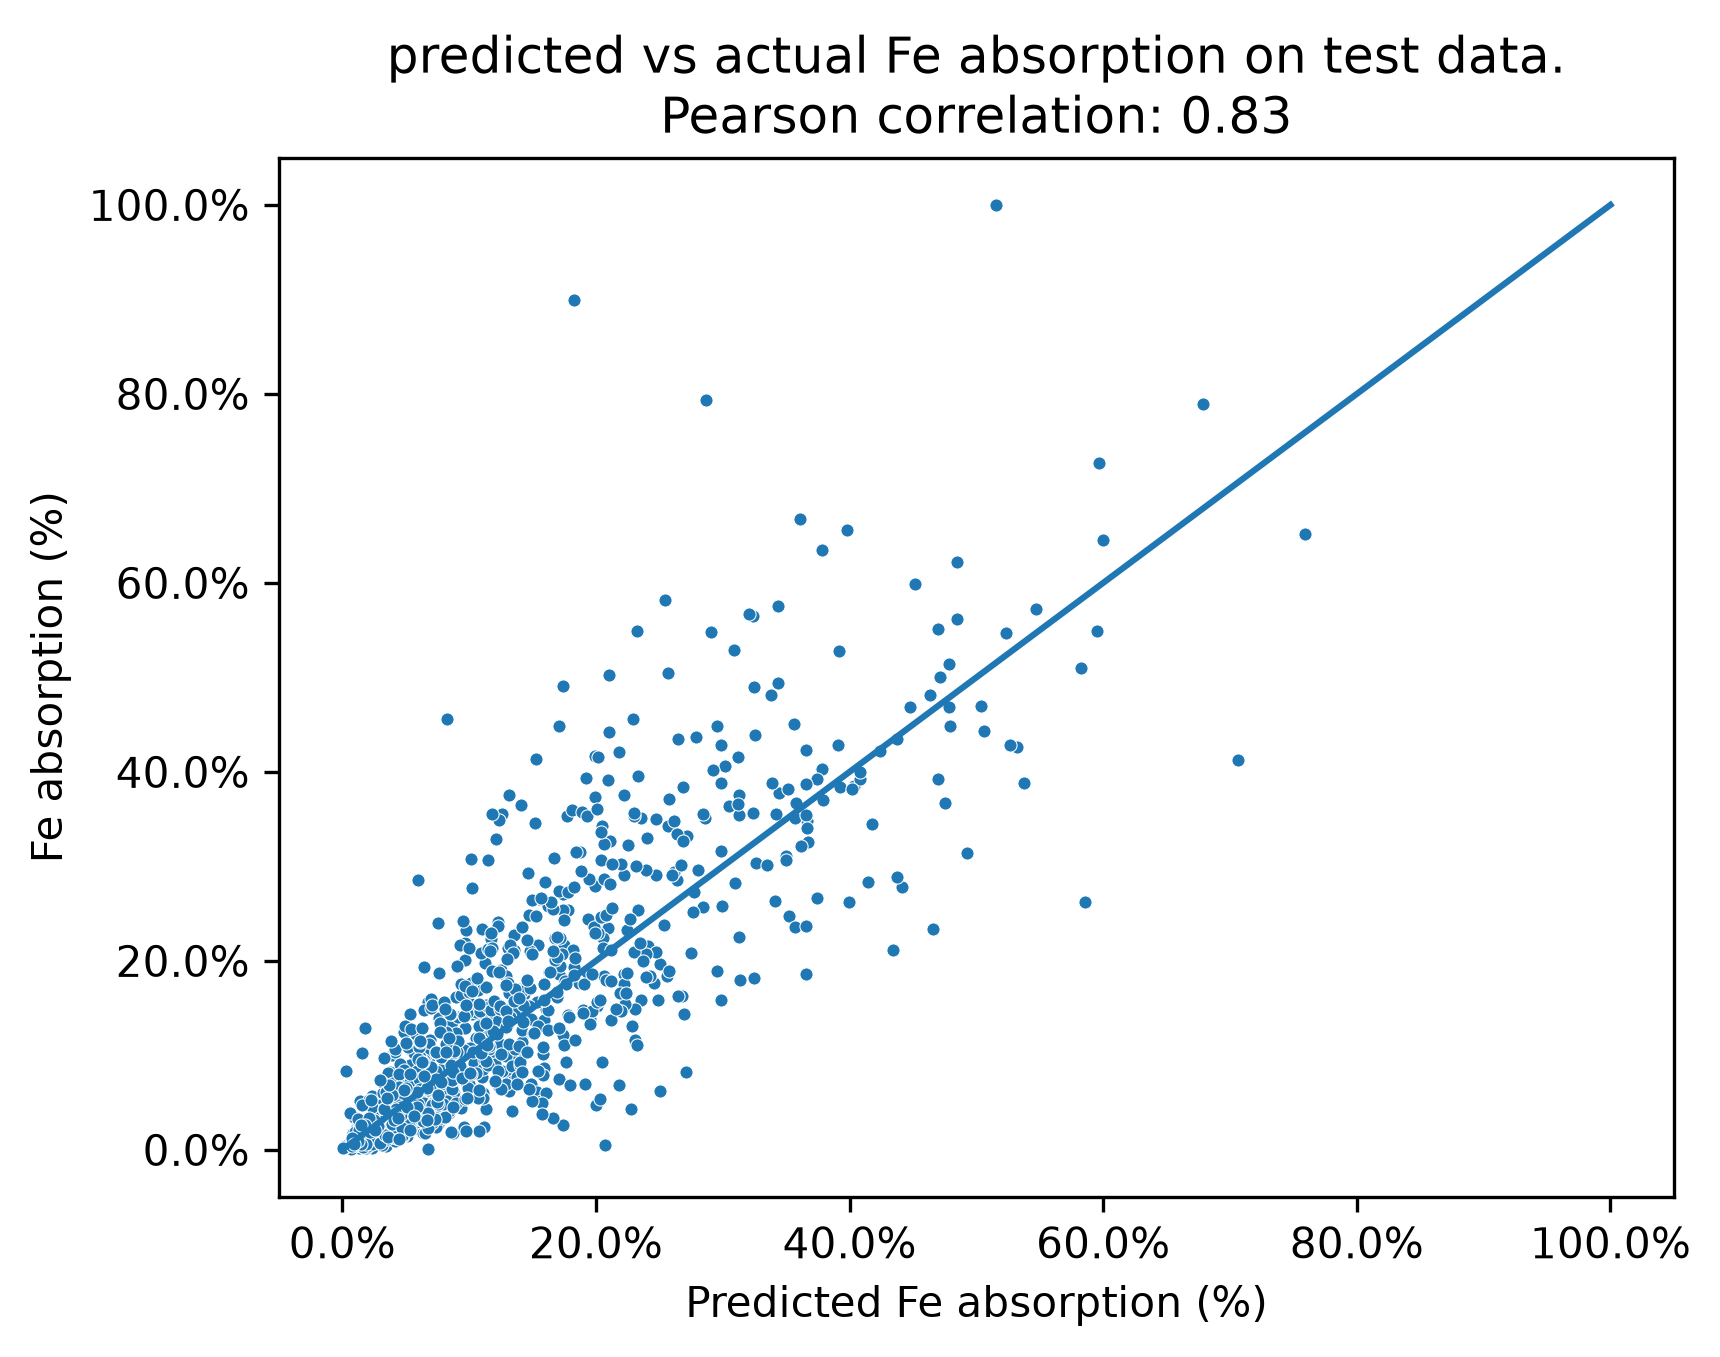 predicted vs actual Fe absorption on test data.
Pearson correlation: 0.83
100.0%
80.0%
60.0%
40.0%
20.0%
0.0%
Fe absorption (%)
0.0% 20.0% 40.0% 60.0% 80.0% 100.0%
Predicted Fe absorption (%)